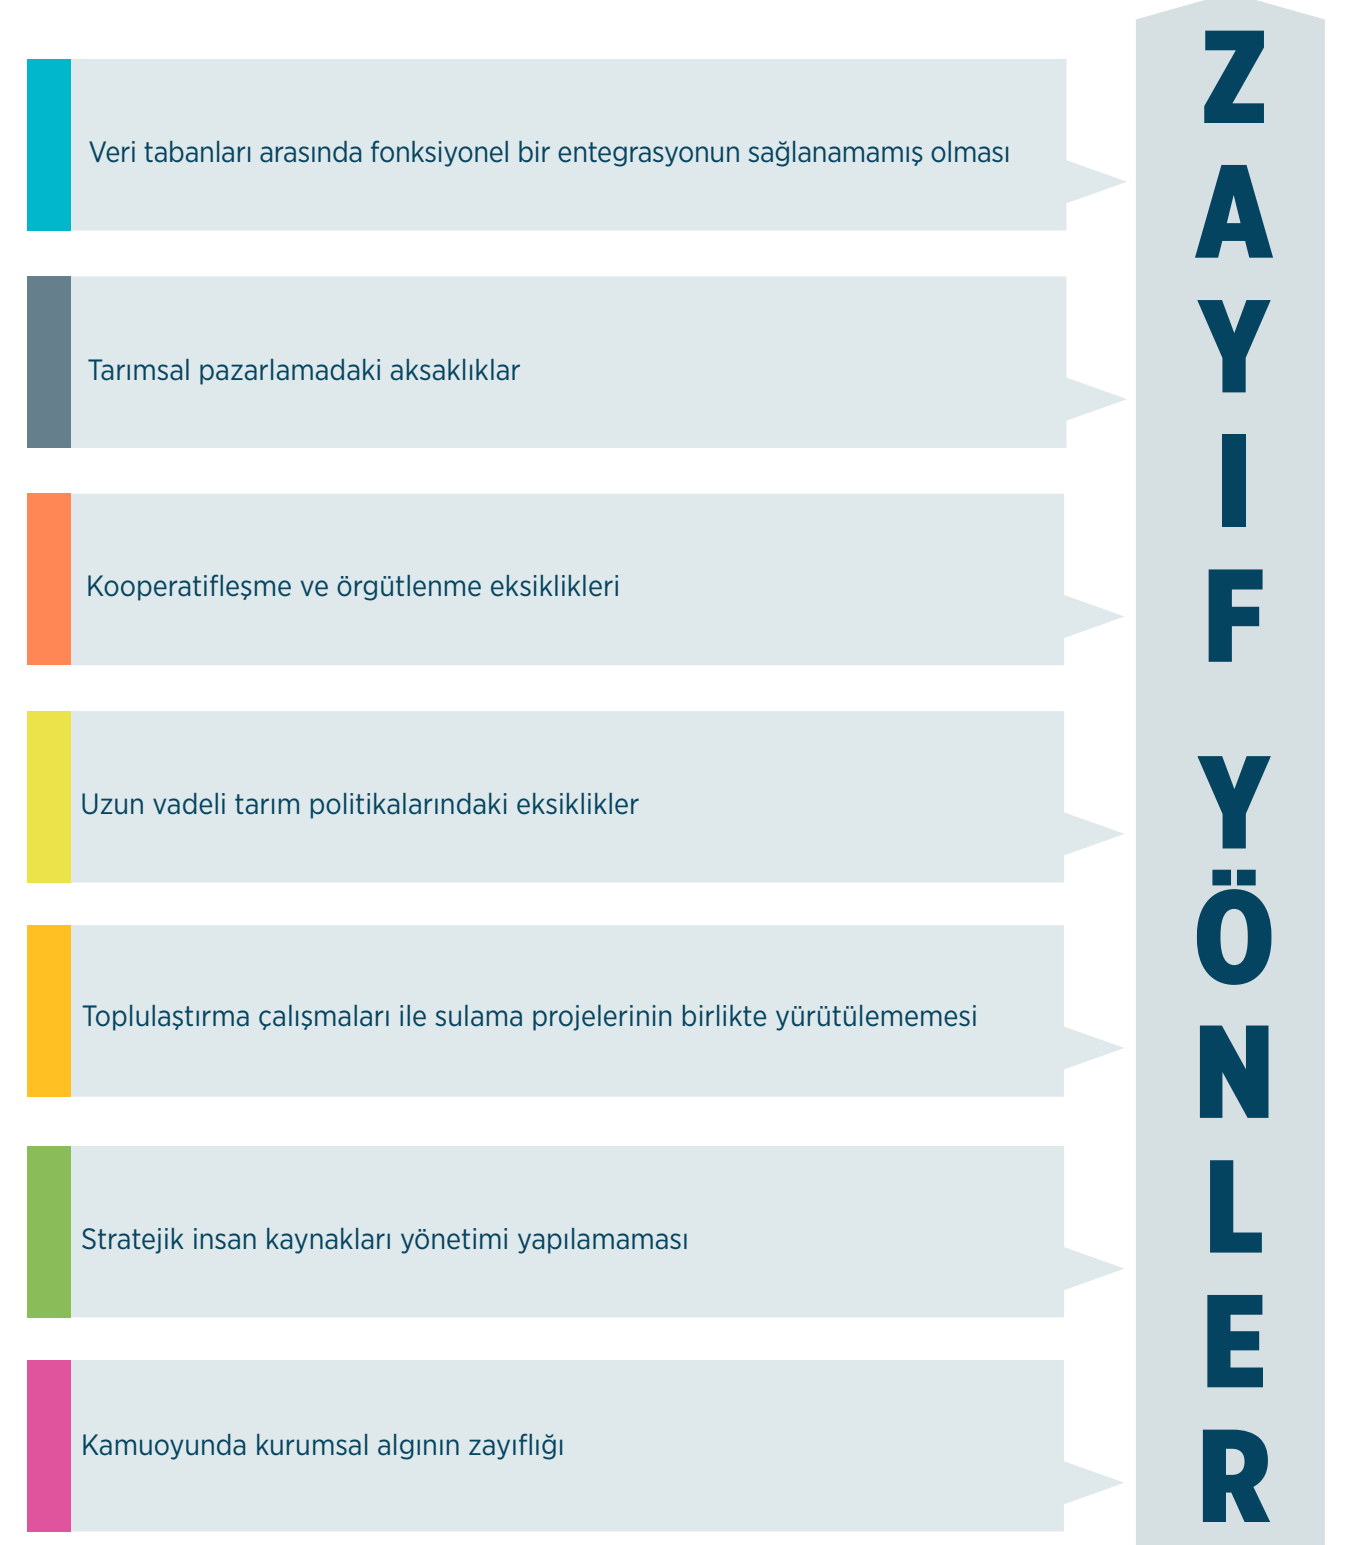 Veri tabanları arasında fonksiyonel bir entegrasyonun sağlanamamış olması
Tarımsal pazarlamadaki aksaklıklar
Kooperatifleşme ve örgütlenme eksiklikleri
Uzun vadeli tarım politikalarındaki eksiklikler
Toplulaştırma çalışmaları ile sulama projelerinin birlikte yürütülememesi
Stratejik insan kaynakları yönetimi yapılamaması
Kamuoyunda kurumsal algının zayıflığı
ZAYIF YÖNLER